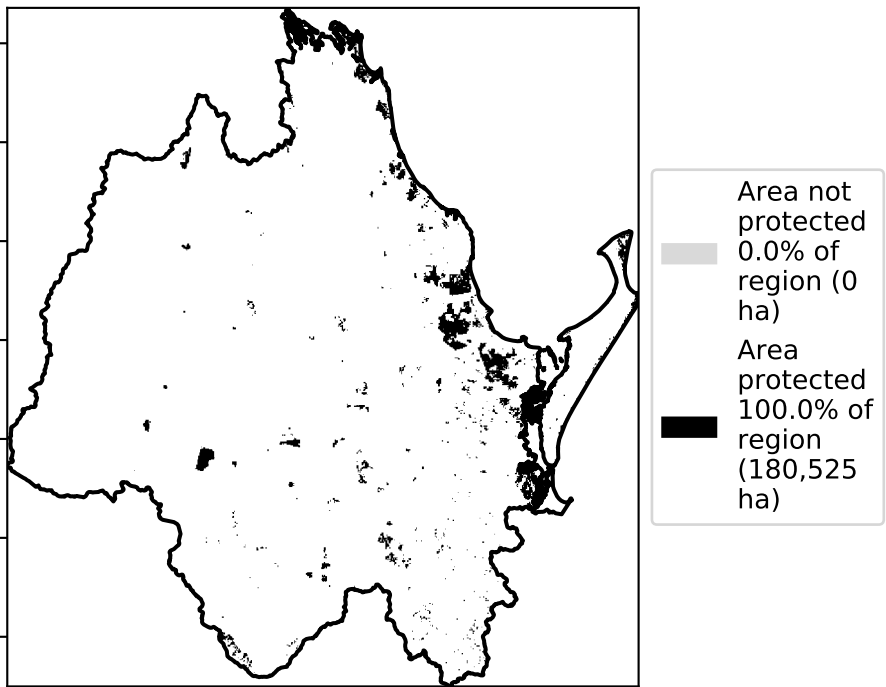 Area not
protected
0.0% of
region (0
ha)
Area
protected
100.0% of
region
(180,525
ha)